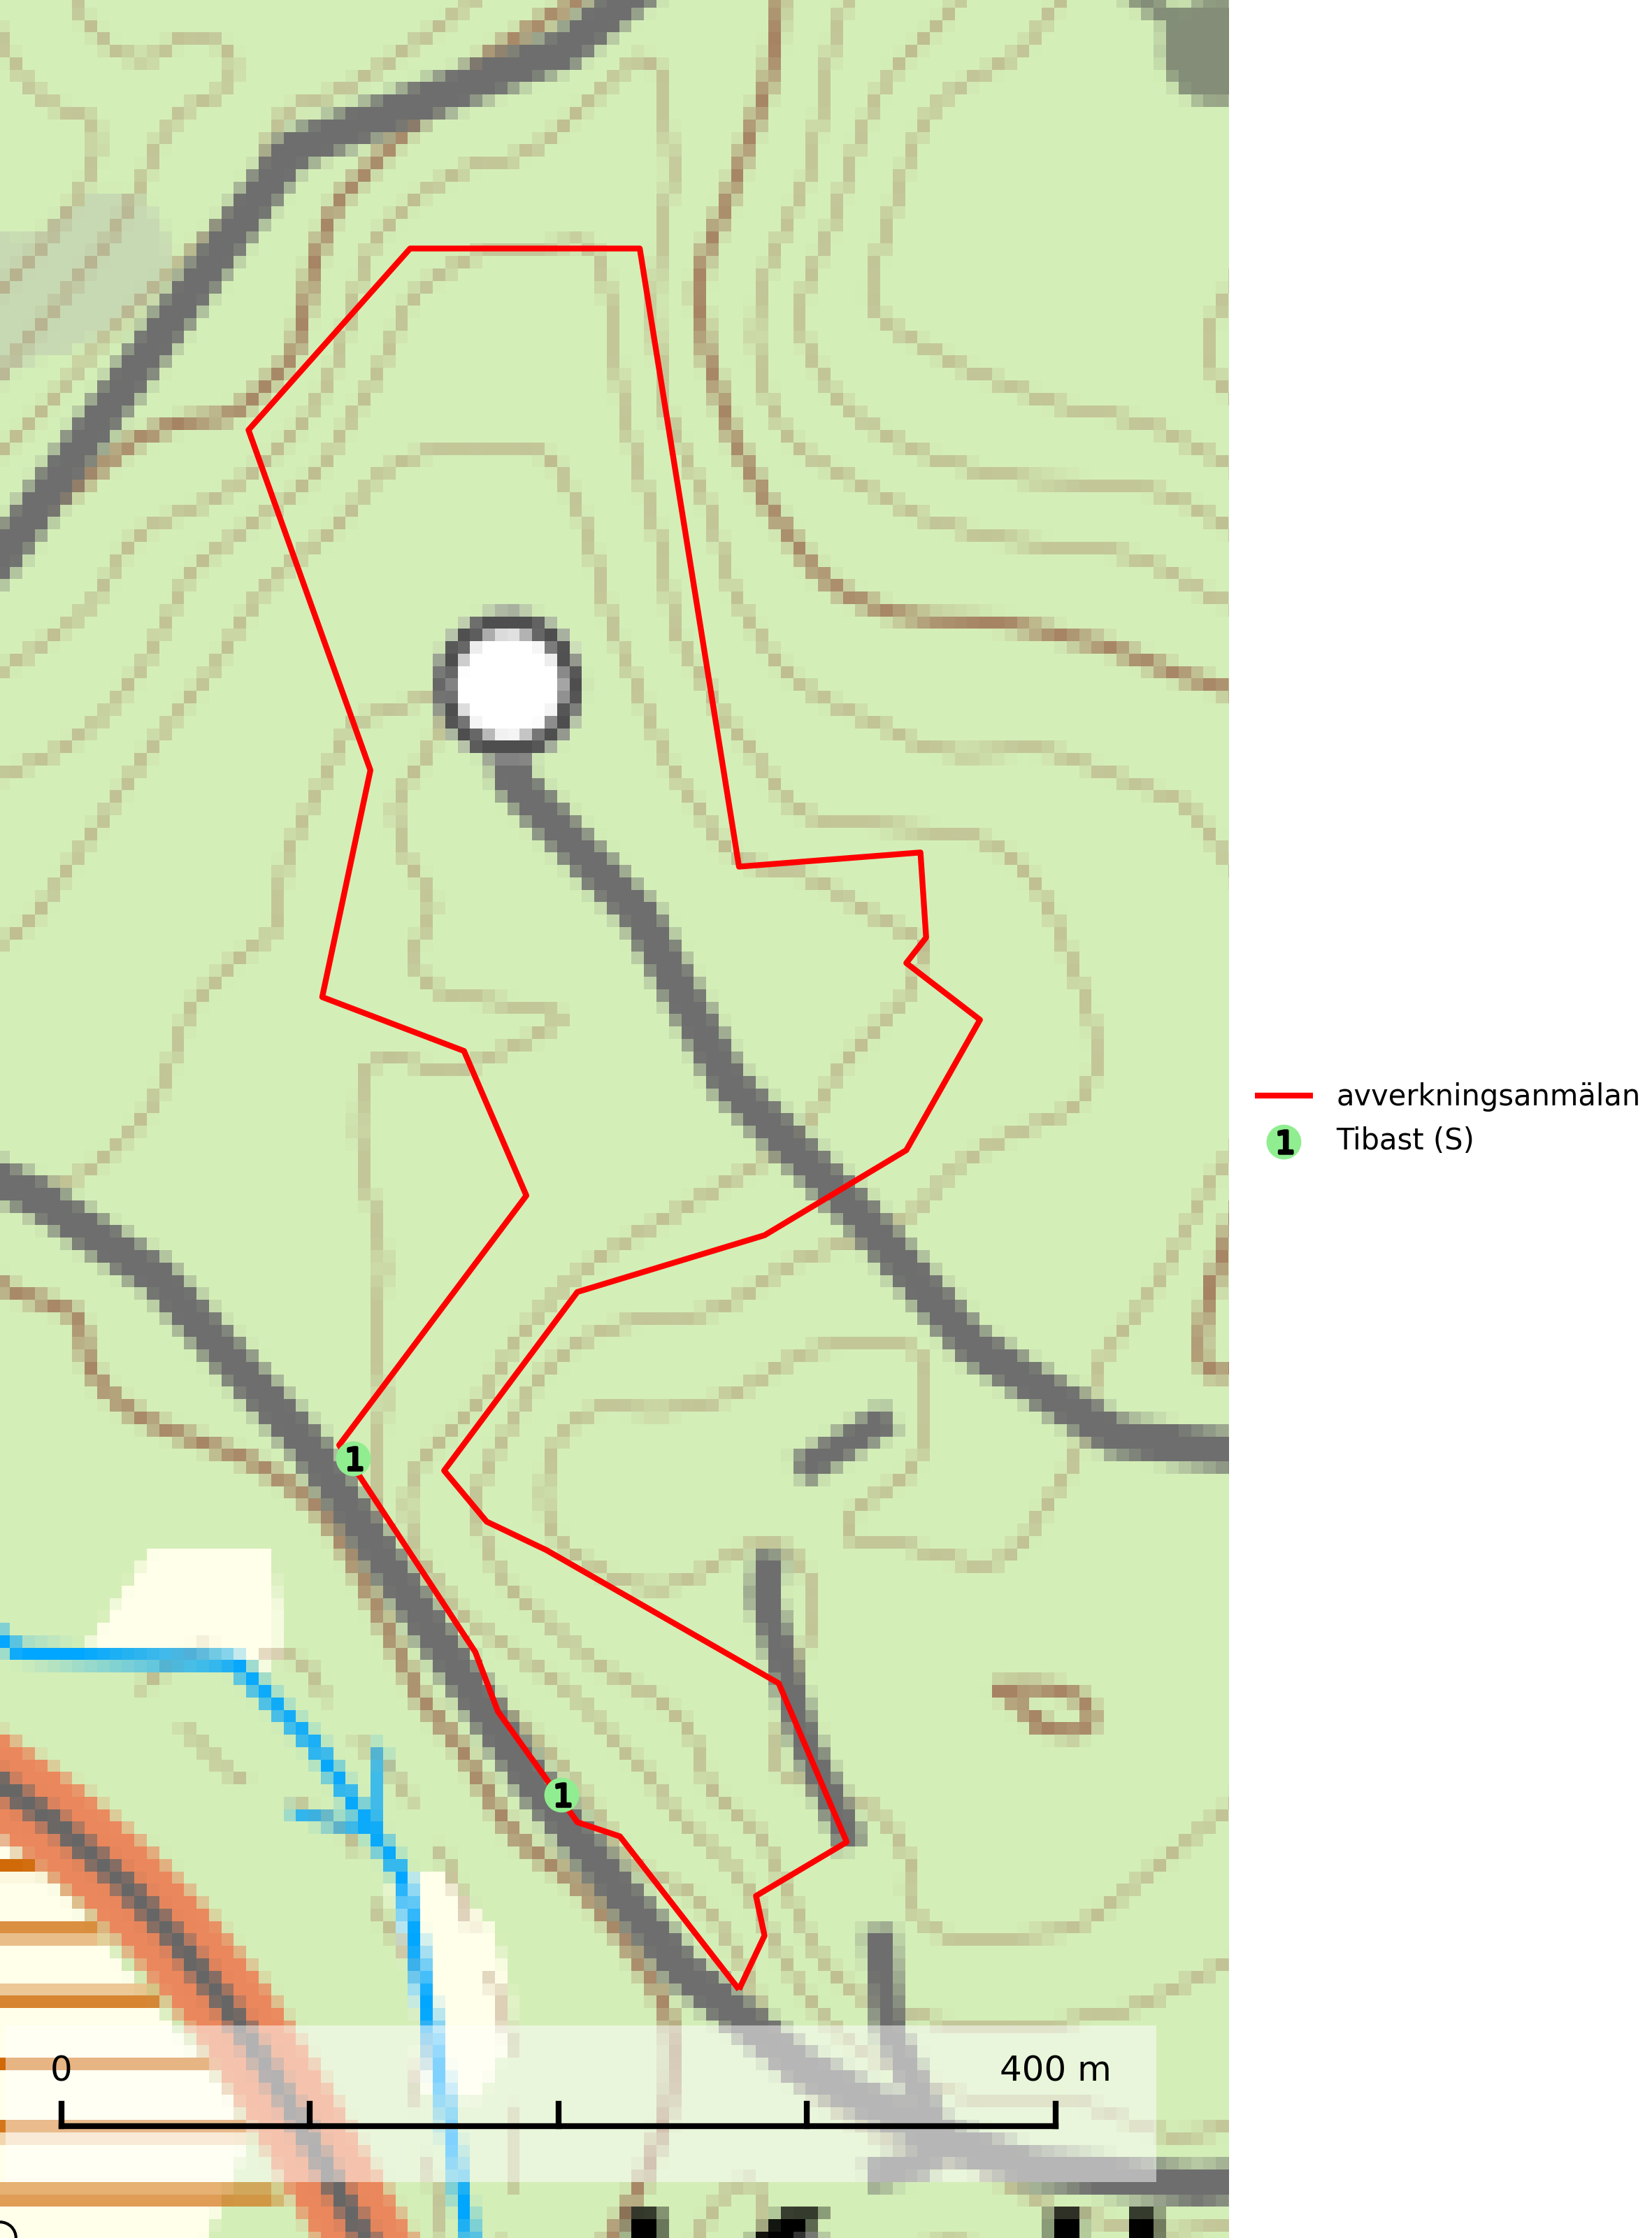 avverkningsanmälan
1 Tibast (S)
1
1
0 400 m